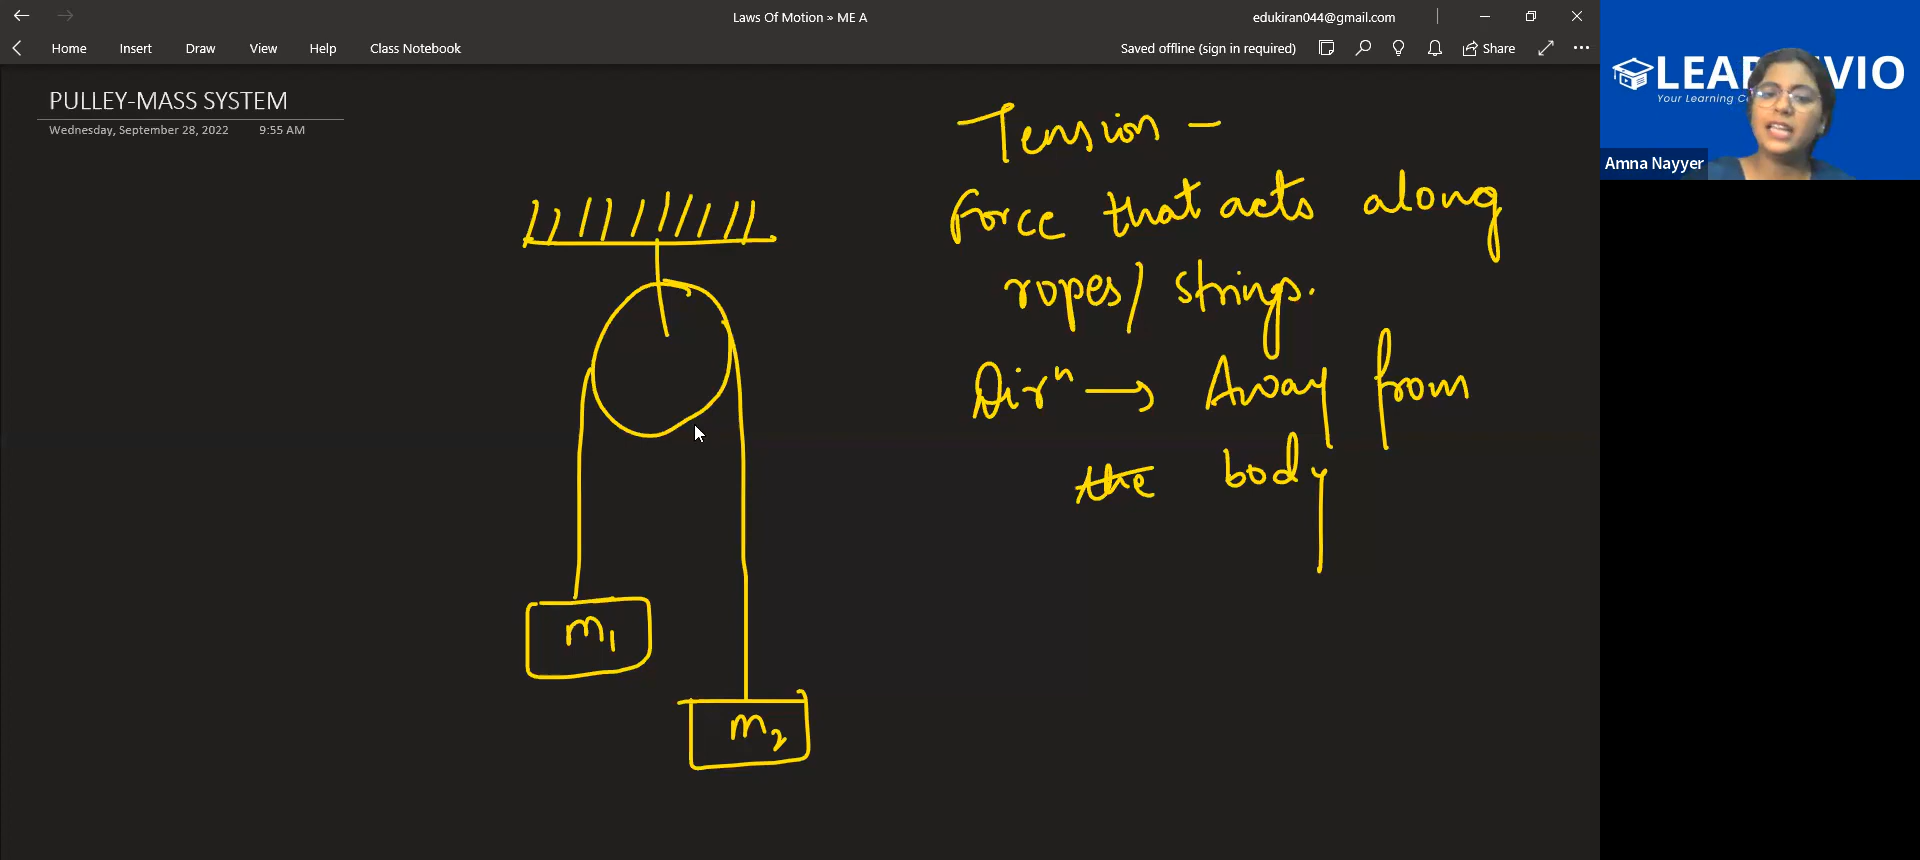 Laws Of Motion » ME A
edukiran044@gmail.com
Home Insert Draw View Help Class Notebook
Saved offline (sign in required)
Share
PULLEY-MASS SYSTEM
Wednesday, September 28, 2022 9:55 AM
Tension -
Force that acts along
ropes/ strings.
Dirⁿ → Away from
the body
m₁
m₂
Your Learning
Amna Nayyer